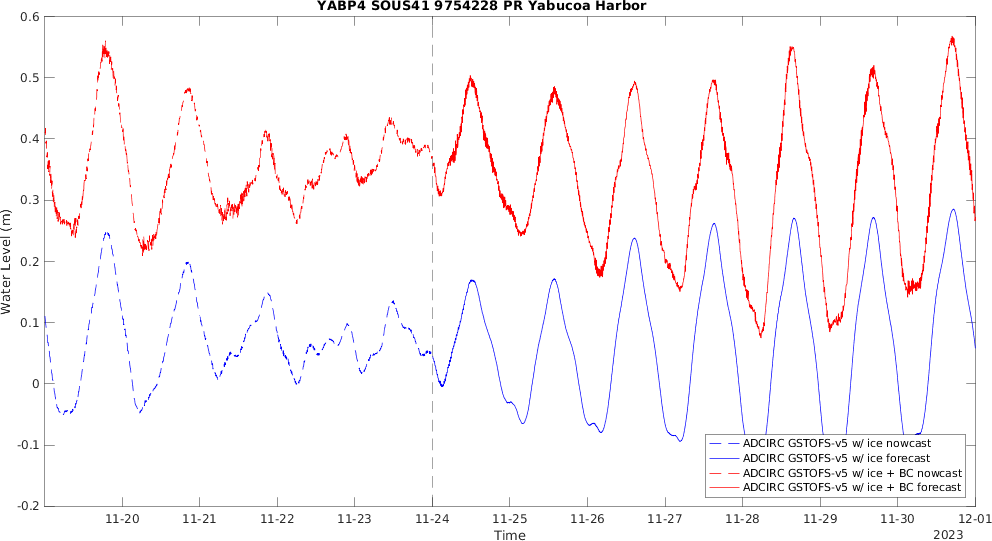 YABP4 SOUS41 9754228 PR Yabucoa Harbor
0.6
0.5
0.4
0.3
0.2
0.1
0
-0.1
-0.2
Water Level (m)
ADCIRC GSTOFS-v5 w/ ice nowcast
ADCIRC GSTOFS-v5 w/ ice forecast
ADCIRC GSTOFS-v5 w/ ice + BC nowcast
ADCIRC GSTOFS-v5 w/ ice + BC forecast
11-20 11-21 11-22 11-23 11-24 11-25 11-26 11-27 11-28 11-29 11-30 12-01
Time
2023